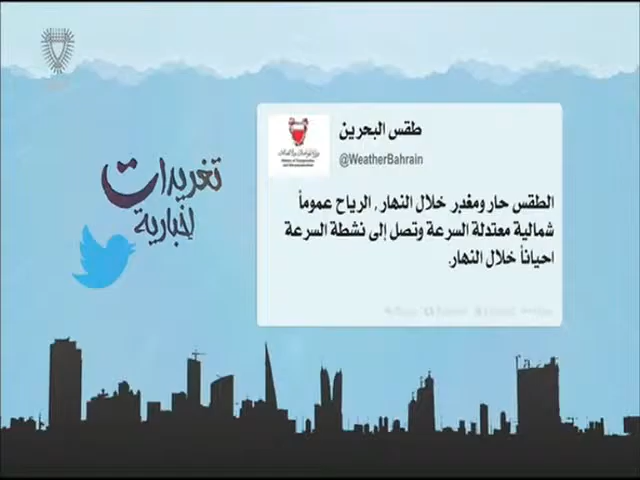 طقس البحرين
@WeatherBahrain
الطقس حار ومغبر خلال النهار , الرياح عموماً
شمالية معتدلة السرعة وتصل إلى نشطة السرعة
احياناً خلال النهار.
تغريدات
إخبارية